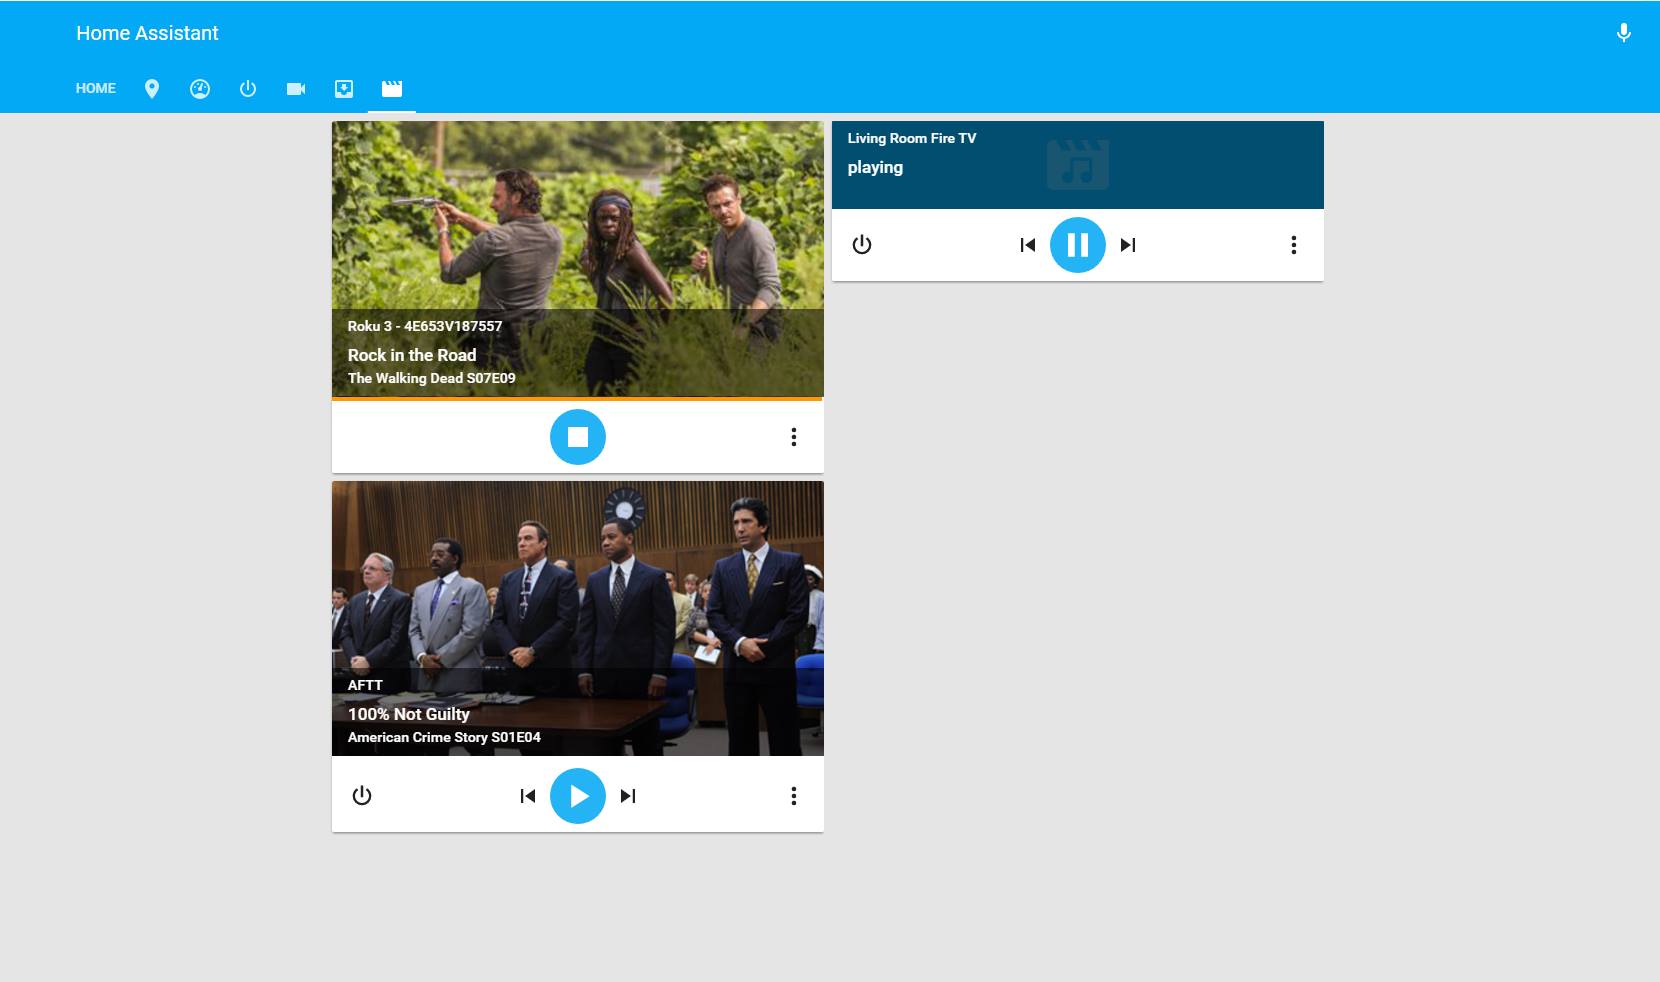 Home Assistant
HOME
Roku 3 - 4E653V187557
Rock in the Road
The Walking Dead S07E09
Living Room Fire TV
playing
AFTT
100% Not Guilty
American Crime Story S01E04